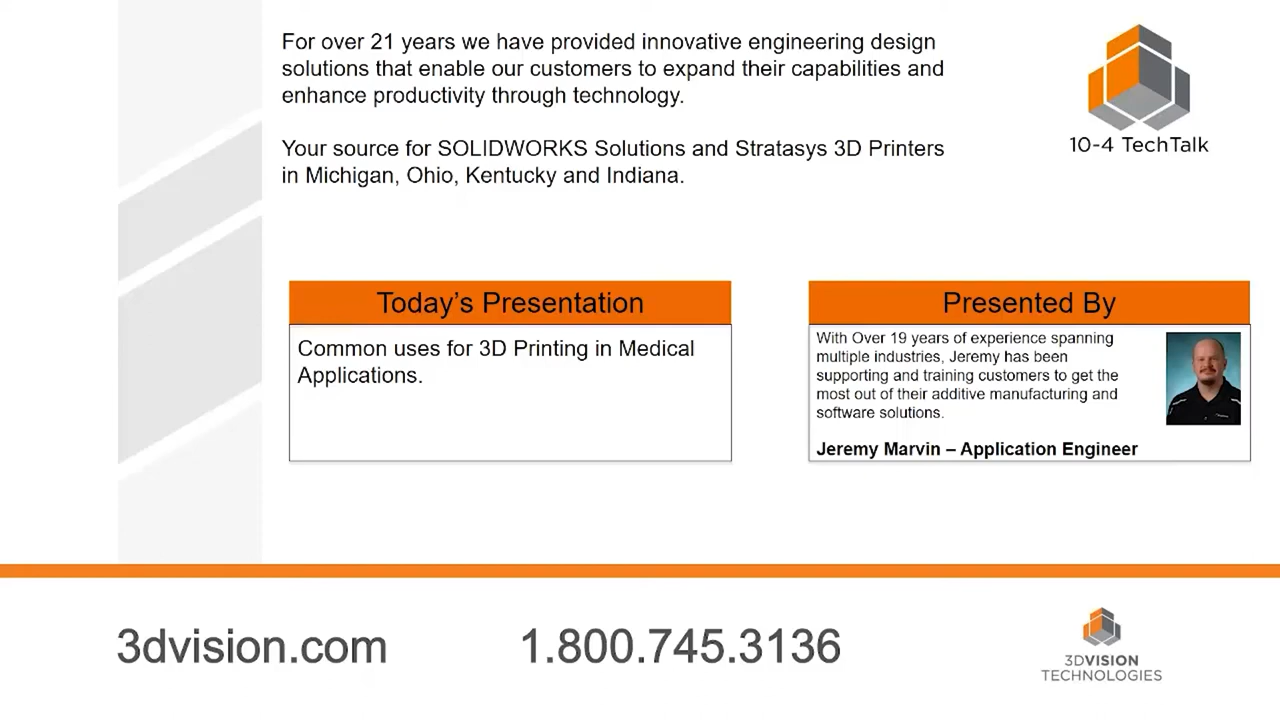 For over 21 years we have provided innovative engineering design
solutions that enable our customers to expand their capabilities and
enhance productivity through technology.
Your source for SOLIDWORKS Solutions and Stratasys 3D Printers
in Michigan, Ohio, Kentucky and Indiana.
10-4 TechTalk
Today’s Presentation
Common uses for 3D Printing in Medical
Applications.
Presented By
With Over 19 years of experience spanning
multiple industries, Jeremy has been
supporting and training customers to get the
most out of their additive manufacturing and
software solutions.
Jeremy Marvin – Application Engineer
3dvision.com
1.800.745.3136
3DVISION
TECHNOLOGIES